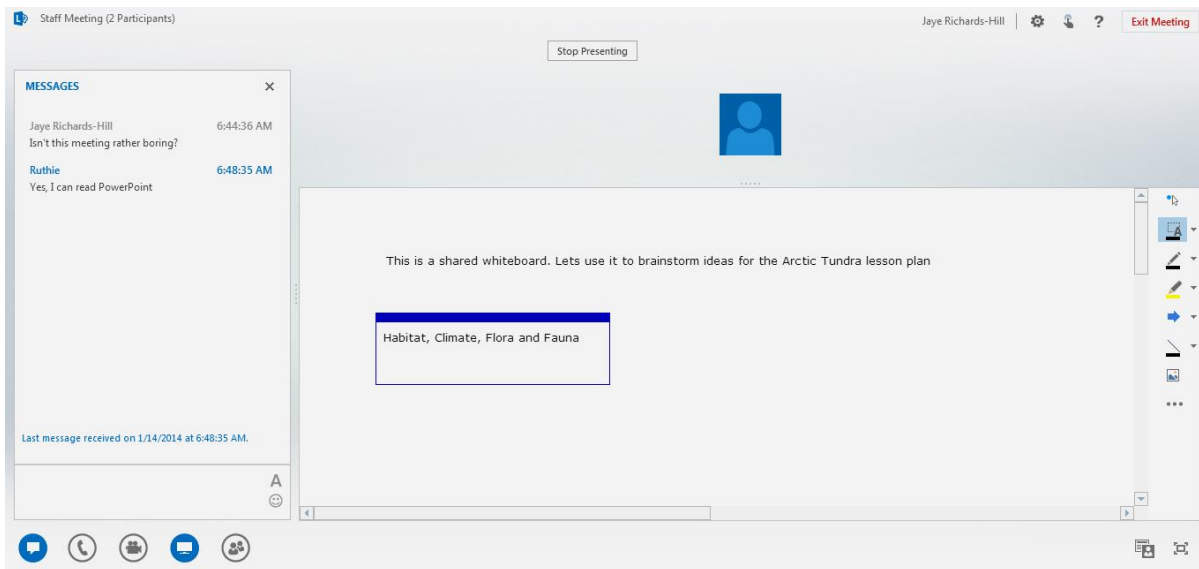 Staff Meeting (2 Participants)
Jaye Richards-Hill
?
Exit Meeting
Stop Presenting
MESSAGES
Jaye Richards-Hill 6:44:36 AM
Isn't this meeting rather boring?
Ruthie 6:48:35 AM
Yes, I can read PowerPoint
Last message received on 1/14/2014 at 6:48:35 AM.
A
This is a shared whiteboard. Lets use it to brainstorm ideas for the Arctic Tundra lesson plan
Habitat, Climate, Flora and Fauna
A